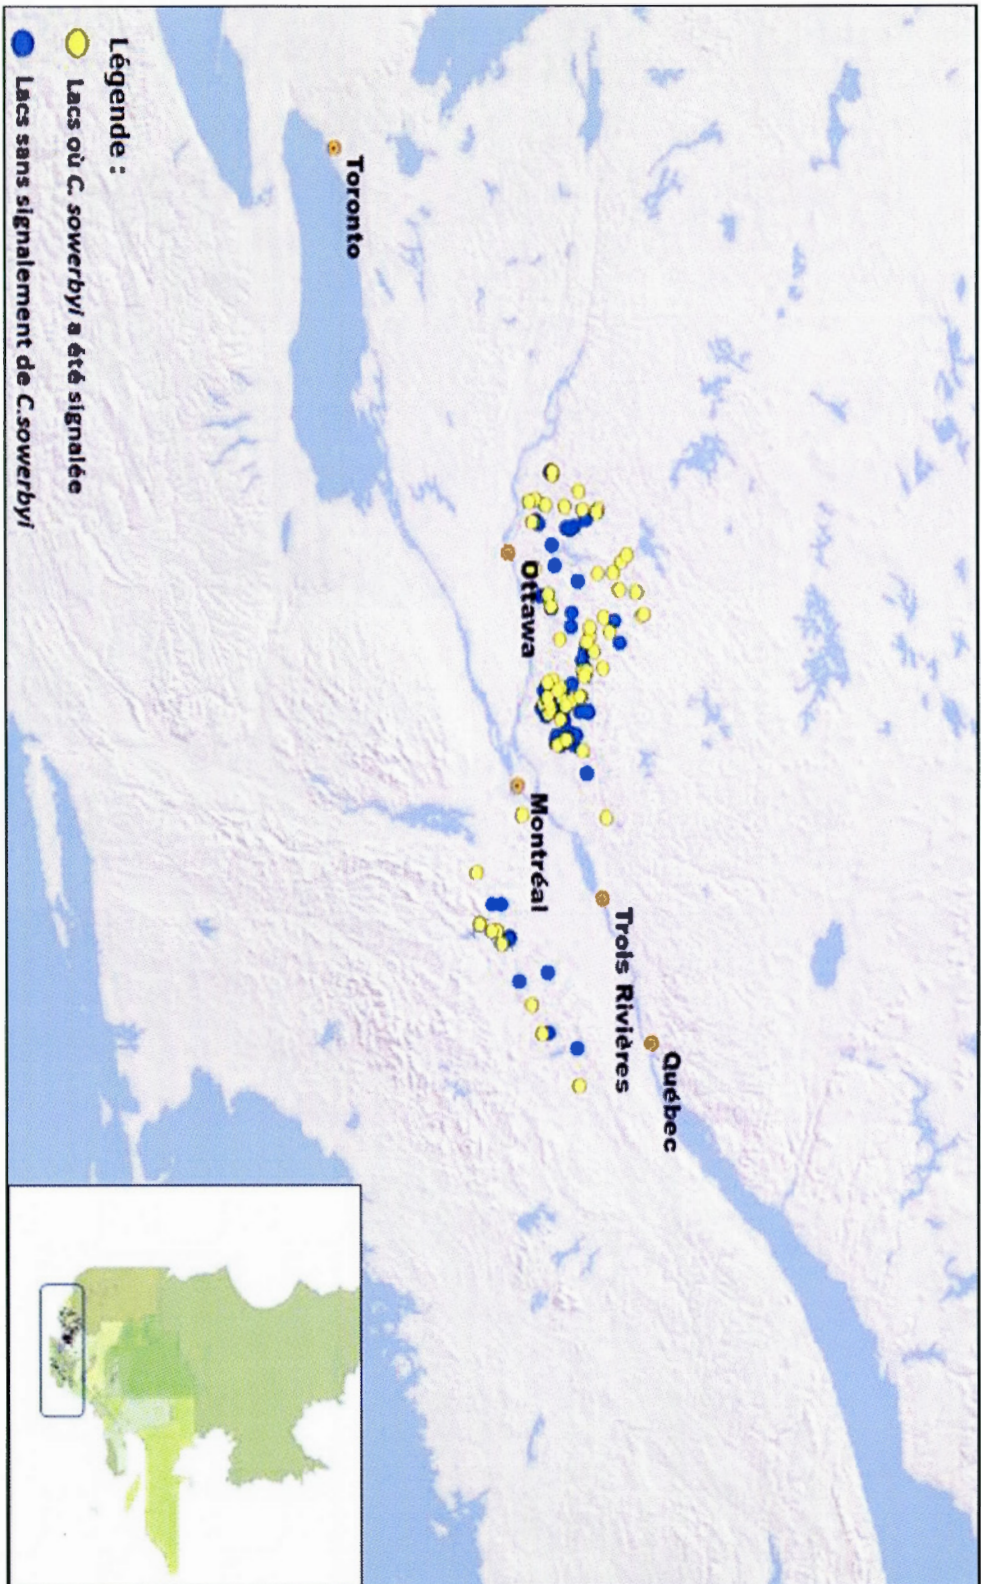 Québec
Trois Rivières
Montréal
Ottawa
Toronto
Légende :
Lacs où C. sowerbyi a été signalée
Lacs sans signalement de C.sowerbyi